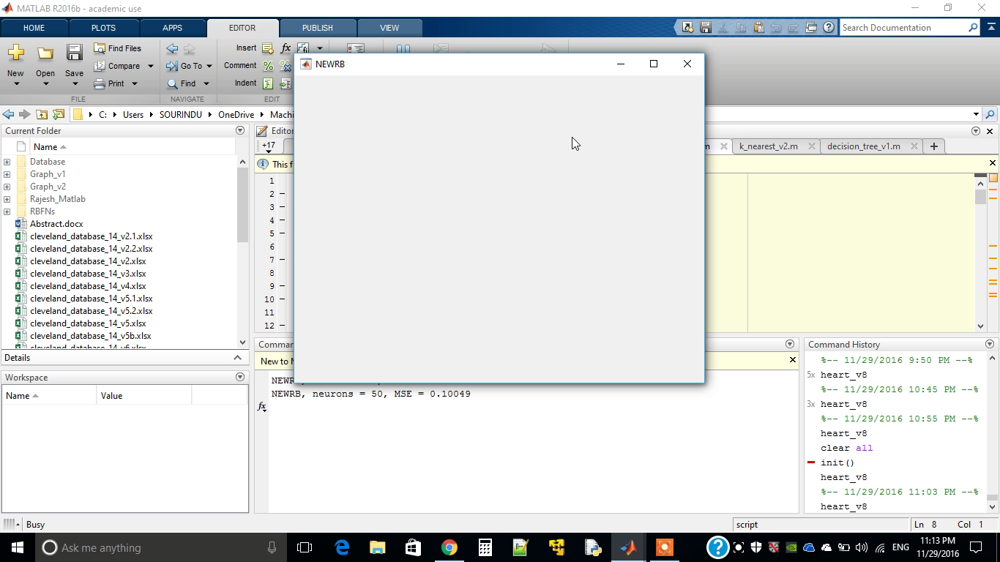 MATLAB R2016b - academic use
HOME PLOTS APPS EDITOR PUBLISH VIEW
Search Documentation
New
Open
Save
Find Files
Compare
Print
FILE
Go To
Find
NAVIGATE
Insert fx
Comment
Indent
EDIT
C: Users SOURINDU OneDrive Machi
NEWRB
Current Folder
Name
Database
Graph_v1
Graph_v2
Rajesh_Matlab
RBFNs
Abstract.docx
cleveland_database_14_v2.1.xlsx
cleveland_database_14_v2.2.xlsx
cleveland_database_14_v2.xlsx
cleveland_database_14_v3.xlsx
cleveland_database_14_v4.xlsx
cleveland_database_14_v5.1.xlsx
cleveland_database_14_v5.2.xlsx
cleveland_database_14_v5.xlsx
cleveland_database_14_v5b.xlsx
cleveland_database_14_v6.xlsx
Details
Workspace
Name Value
Edito
+17
m k_nearest_v2.m decision_tree_v1.m
This f
1
2
3
4
5
6
7
8
9
10
11
12
Comma
New to M
NEWRB, neurons = 50, MSE = 0.10049
fx
Command History
%-- 11/29/2016 9:50 PM --%
5x heart_v8
%-- 11/29/2016 10:45 PM --%
3x heart_v8
%-- 11/29/2016 10:55 PM --%
heart_v8
clear all
init()
heart_v8
%-- 11/29/2016 11:03 PM --%
heart_v8
Busy
script
Ln 8 Col 1
Ask me anything
ENG
11:13 PM
11/29/2016